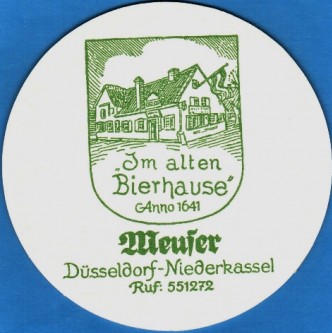 Im alten
"Bierhause"
Anno 1641
Meuser
Düsseldorf-Niederkassel
Ruf: 551272